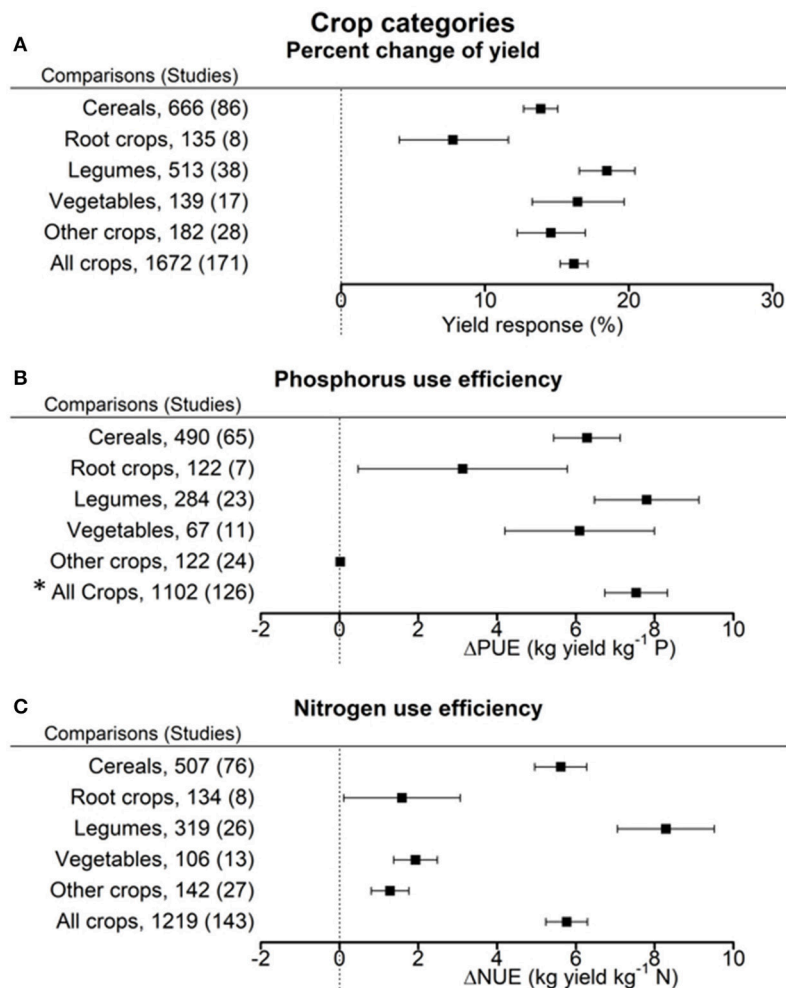 Crop categories
A
Percent change of yield
Comparisons (Studies)
Cereals, 666 (86)
Root crops, 135 (8)
Legumes, 513 (38)
Vegetables, 139 (17)
Other crops, 182 (28)
All crops, 1672 (171)
0 10 20 30
Yield response (%)
B
Phosphorus use efficiency
Comparisons (Studies)
Cereals, 490 (65)
Root crops, 122 (7)
Legumes, 284 (23)
Vegetables, 67 (11)
Other crops, 122 (24)
* All Crops, 1102 (126)
-2 0 2 4 6 8 10
ΔPUE (kg yield kg⁻¹ P)
C
Nitrogen use efficiency
Comparisons (Studies)
Cereals, 507 (76)
Root crops, 134 (8)
Legumes, 319 (26)
Vegetables, 106 (13)
Other crops, 142 (27)
All crops, 1219 (143)
-2 0 2 4 6 8 10
ΔNUE (kg yield kg⁻¹ N)